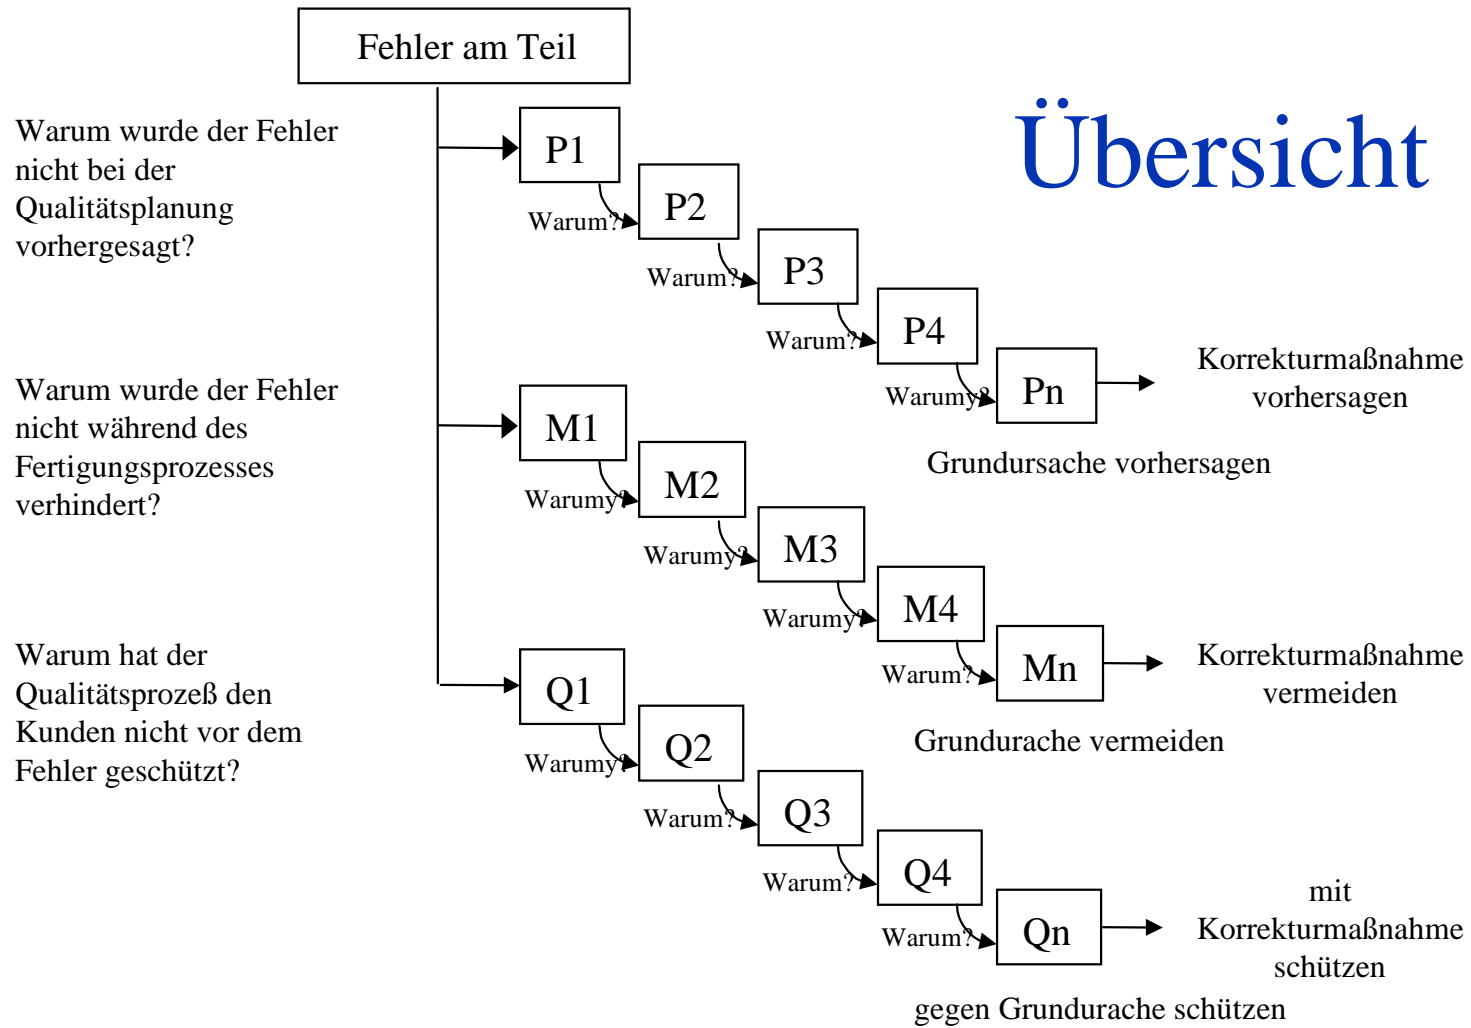 Fehler am Teil
Übersicht
Warum wurde der Fehler
nicht bei der
Qualitätsplanung
vorhergesagt?
P1
Warum?
P2
Warum?
P3
Warum?
P4
Warumy?
Pn
Korrekturmaßnahme
vorhersagen
Grundursache vorhersagen
Warum wurde der Fehler
nicht während des
Fertigungsprozesses
verhindert?
M1
Warumy?
M2
Warumy?
M3
Warumy?
M4
Warum?
Mn
Korrekturmaßnahme
vermeiden
Grundurache vermeiden
Warum hat der
Qualitätsprozeß den
Kunden nicht vor dem
Fehler geschützt?
Q1
Warumy?
Q2
Warum?
Q3
Warum?
Q4
Warum?
Qn
mit
Korrekturmaßnahme
schützen
gegen Grundurache schützen